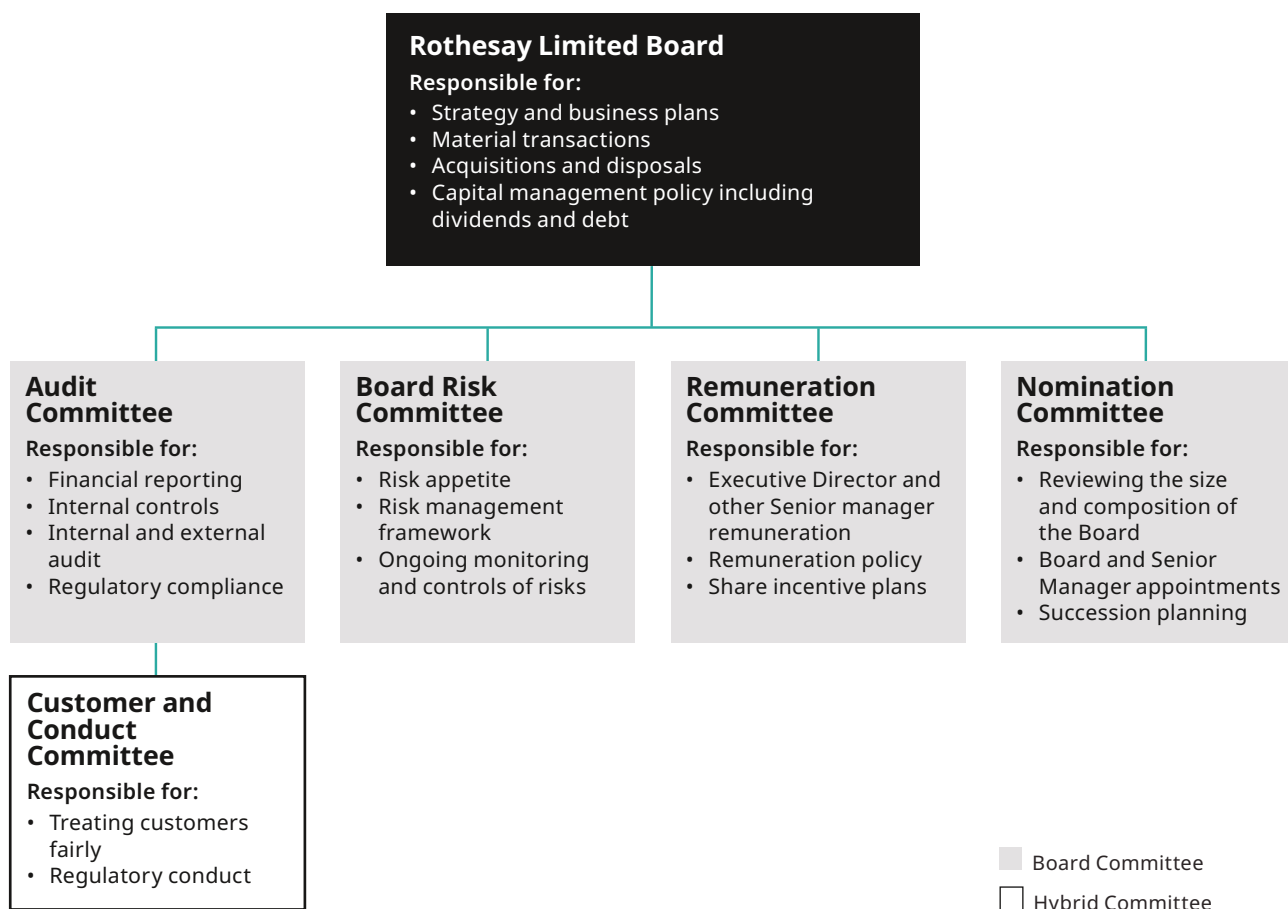 Rothesay Limited Board
Responsible for:
• Strategy and business plans
• Material transactions
• Acquisitions and disposals
• Capital management policy including
dividends and debt
Audit
Committee
Responsible for:
• Financial reporting
• Internal controls
• Internal and external
audit
• Regulatory compliance
Board Risk
Committee
Responsible for:
• Risk appetite
• Risk management
framework
• Ongoing monitoring
and controls of risks
Remuneration
Committee
Responsible for:
• Executive Director and
other Senior manager
remuneration
• Remuneration policy
• Share incentive plans
Nomination
Committee
Responsible for:
• Reviewing the size
and composition of
the Board
• Board and Senior
Manager appointments
• Succession planning
Customer and
Conduct
Committee
Responsible for:
• Treating customers
fairly
• Regulatory conduct
Board Committee
Hybrid Committee